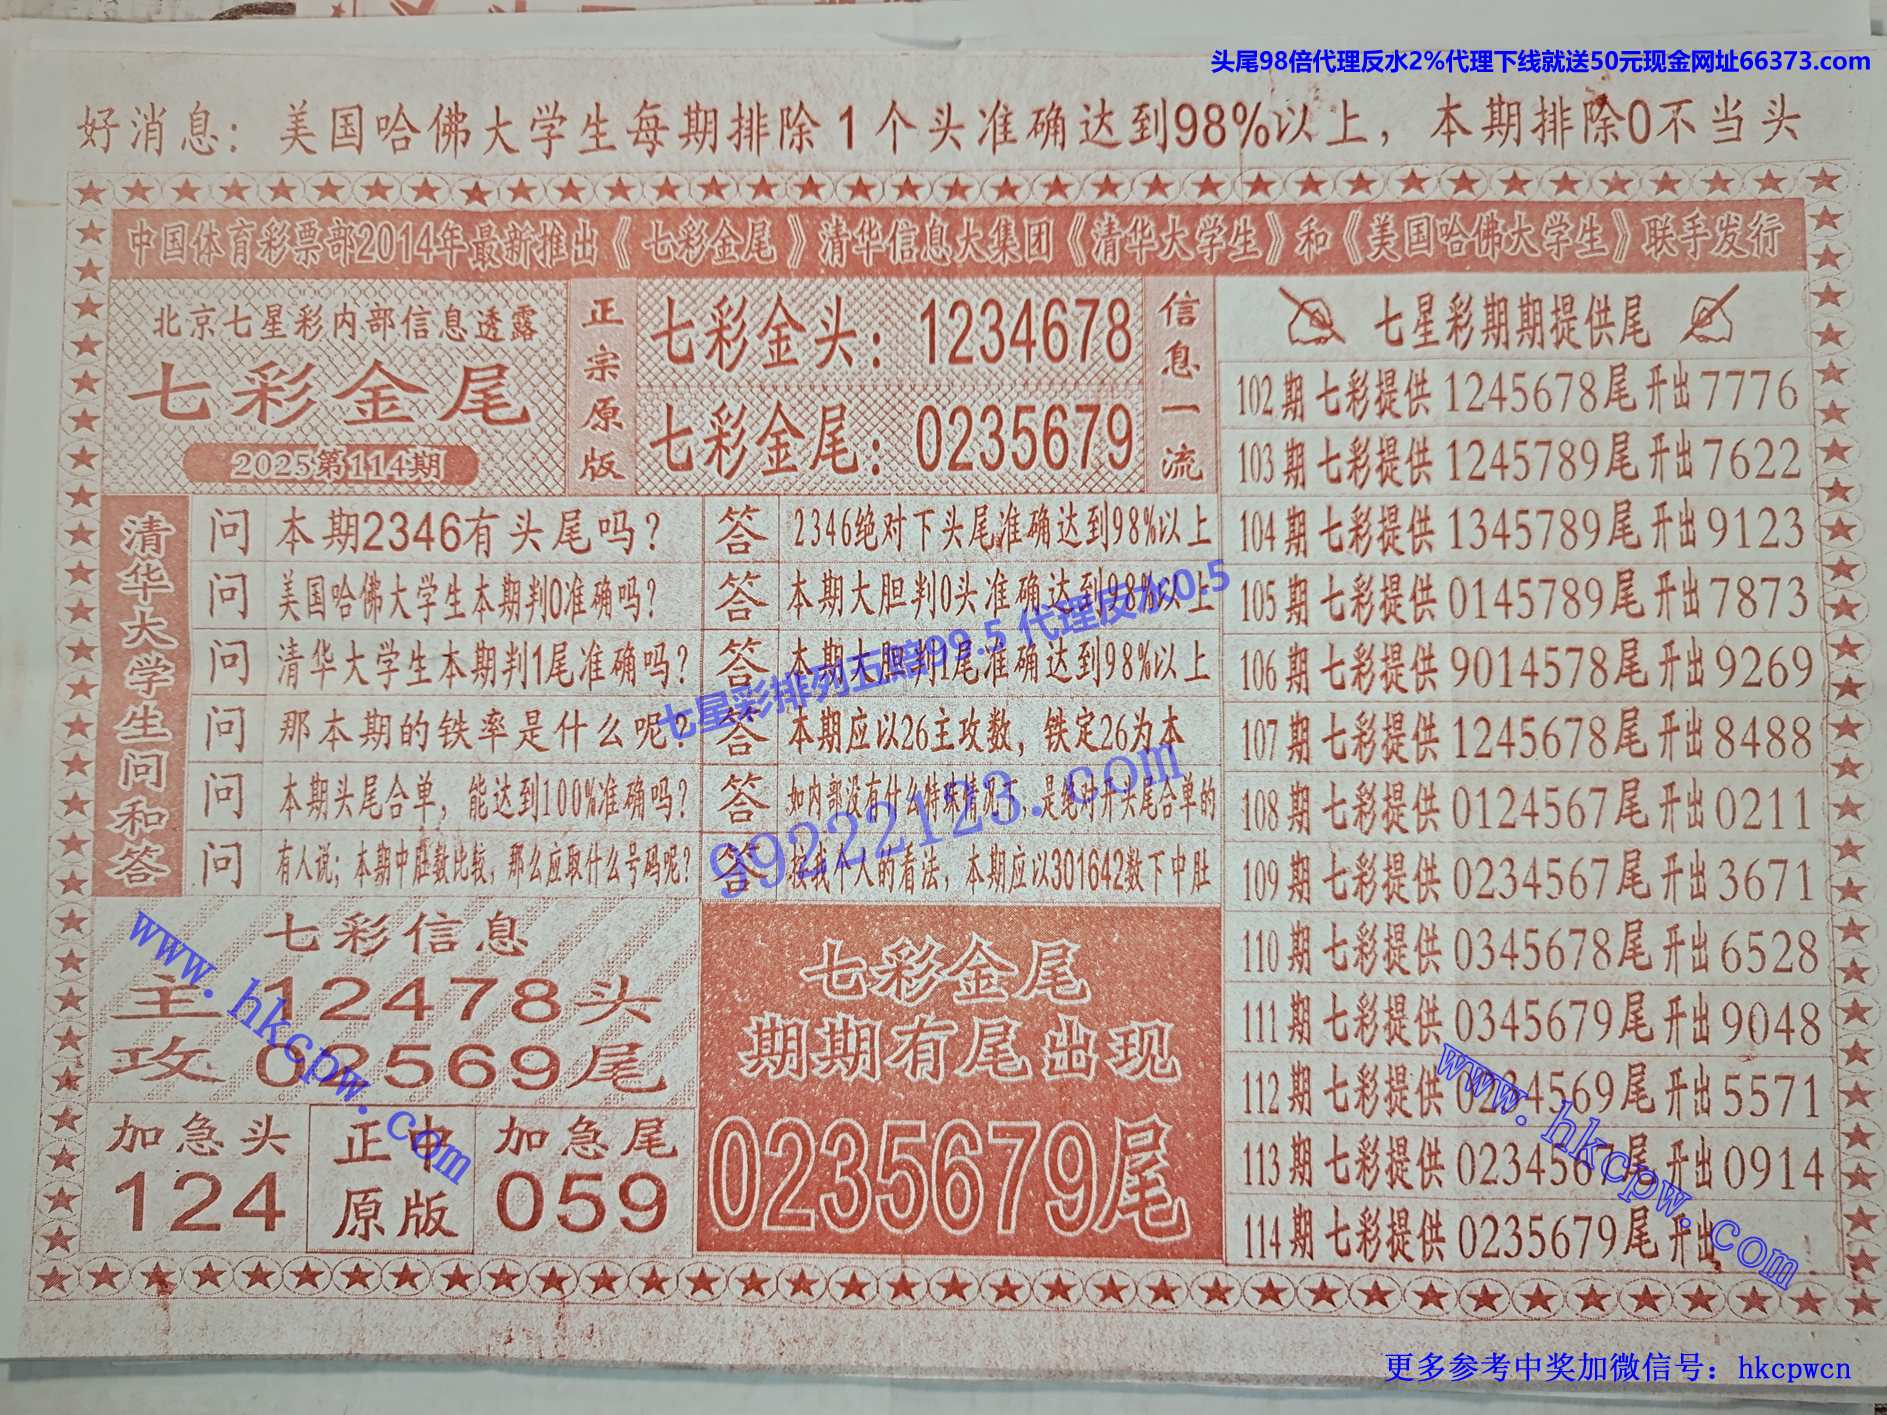 头尾98倍代理反水2%代理下线就送50元现金网址66373.com
好消息：美国哈佛大学生每期排除1个头准确达到98%以上，本期排除0不当头
中国体育彩票部2014年最新推出《七彩金尾》清华信息大集团《清华大学生》和《美国哈佛大学生》联手发行
北京七星彩内部信息透露
七彩金尾
2025第114期
正宗原版
七彩金头：1234678
七彩金尾：0235679
信息一流
清华大学生问和答
问 本期2346有头尾吗？ 答 2346绝对下头尾准确达到98%以上
问 美国哈佛大学生本期判0准确吗？ 答 本期大胆判0头准确达到98%以上
问 清华大学生本期判1尾准确吗？ 答 本期大胆判1尾准确达到98%以上
问 那本期的铁率是什么呢？ 答 本期应以26主攻数，铁定26为本
问 本期头尾合单，能达到100%准确吗？ 答 如内部没有什么特殊情况下，是绝对开头尾合单的
问 有人说；本期中肚数比较，那么应取什么号码呢？ 答 按我个人的看法，本期应以301642数下中肚
七星彩排列五赔99.5 代理反水0.5
99222123.com
七彩信息
主 12478头
攻 02569尾
加急头
124
正中
原版
加急尾
059
www.hkcpw.com
七彩金尾
期期有尾出现
0235679尾
七星彩期期提供尾
102期 七彩提供 1245678尾 开出 7776
103期 七彩提供 1245789尾 开出 7622
104期 七彩提供 1345789尾 开出 9123
105期 七彩提供 0145789尾 开出 7873
106期 七彩提供 9014578尾 开出 9269
107期 七彩提供 1245678尾 开出 8488
108期 七彩提供 0124567尾 开出 0211
109期 七彩提供 0234567尾 开出 3671
110期 七彩提供 0345678尾 开出 6528
111期 七彩提供 0345679尾 开出 9048
112期 七彩提供 0234569尾 开出 5571
113期 七彩提供 0234567尾 开出 0914
114期 七彩提供 0235679尾 开出
www.hkcpw.com
更多参考中奖加微信号：hkcpwcn